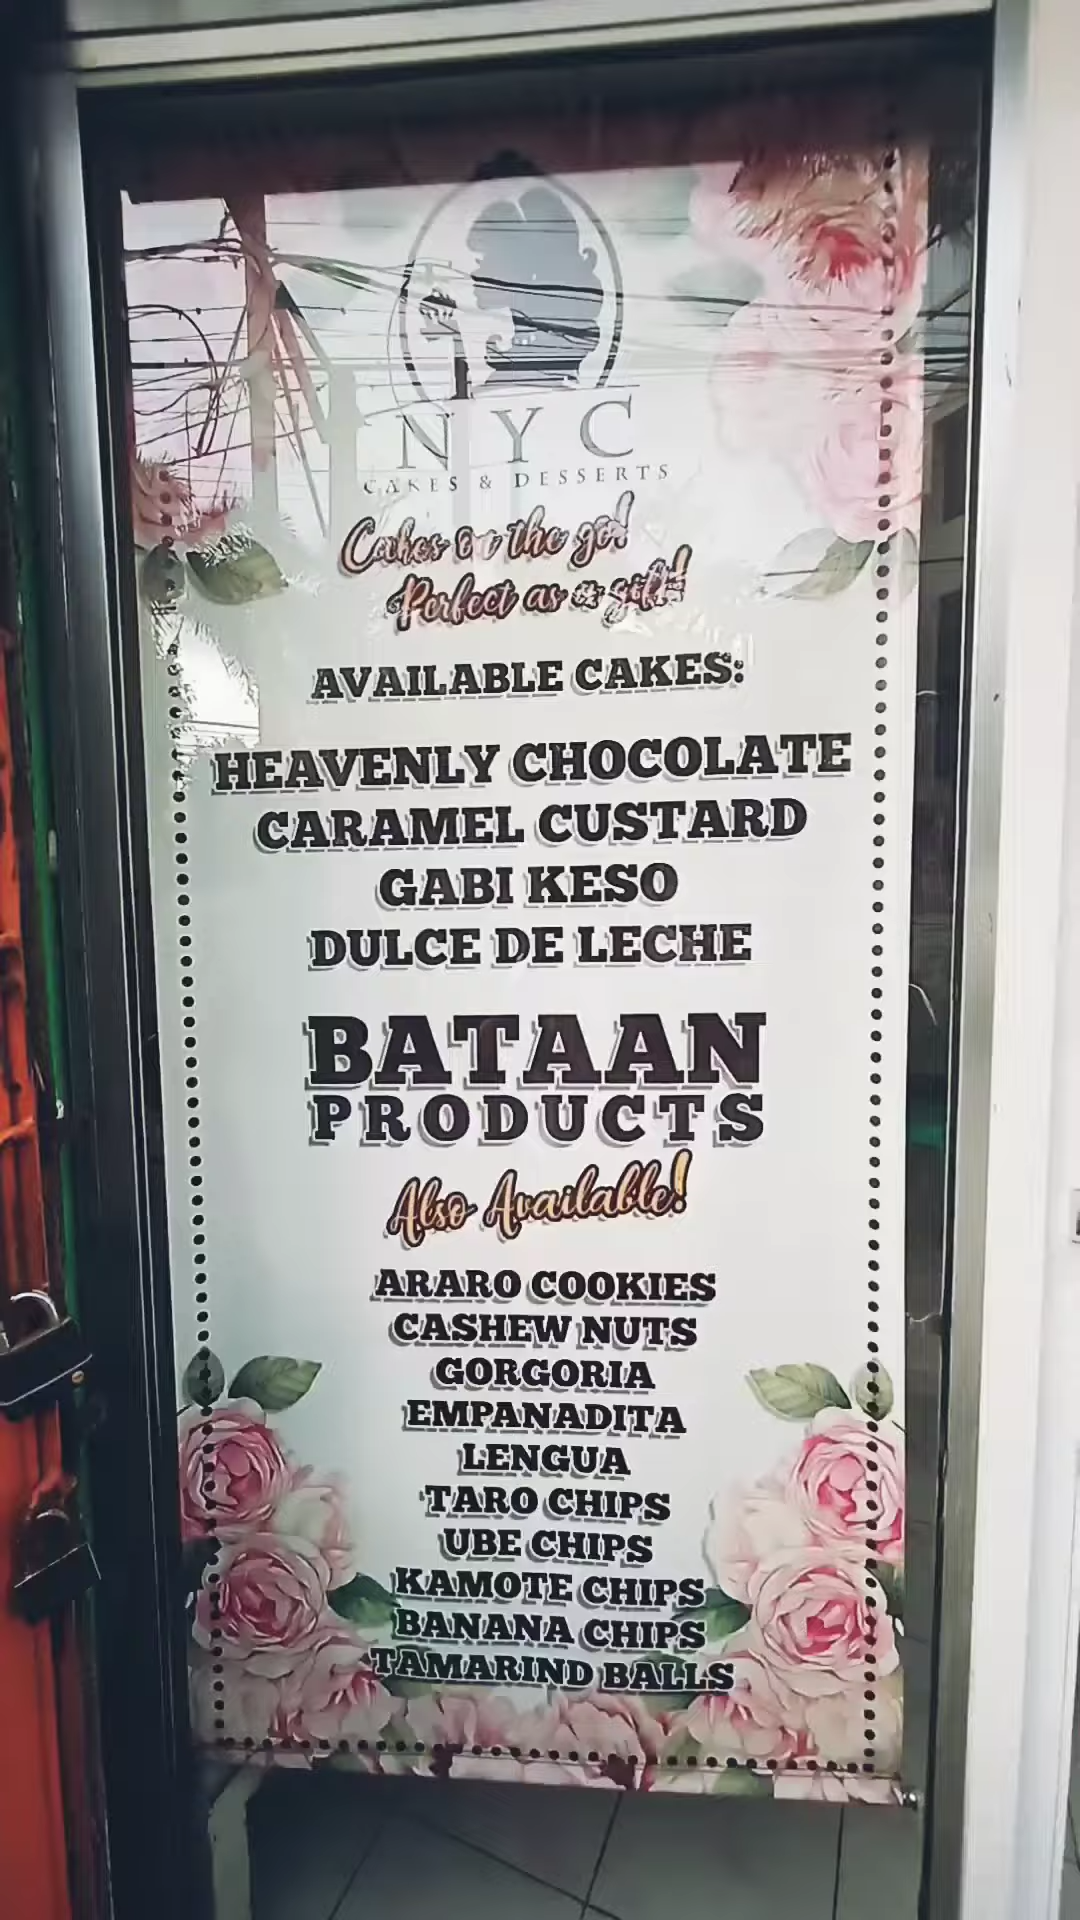 NYC
CAKES & DESSERTS
Cakes on the go!
Perfect as a gift!
AVAILABLE CAKES:
HEAVENLY CHOCOLATE
CARAMEL CUSTARD
GABI KESO
DULCE DE LECHE
BATAAN
PRODUCTS
Also Available!
ARARO COOKIES
CASHEW NUTS
GORGORIA
EMPANADITA
LENGUA
TARO CHIPS
UBE CHIPS
KAMOTE CHIPS
BANANA CHIPS
TAMARIND BALLS